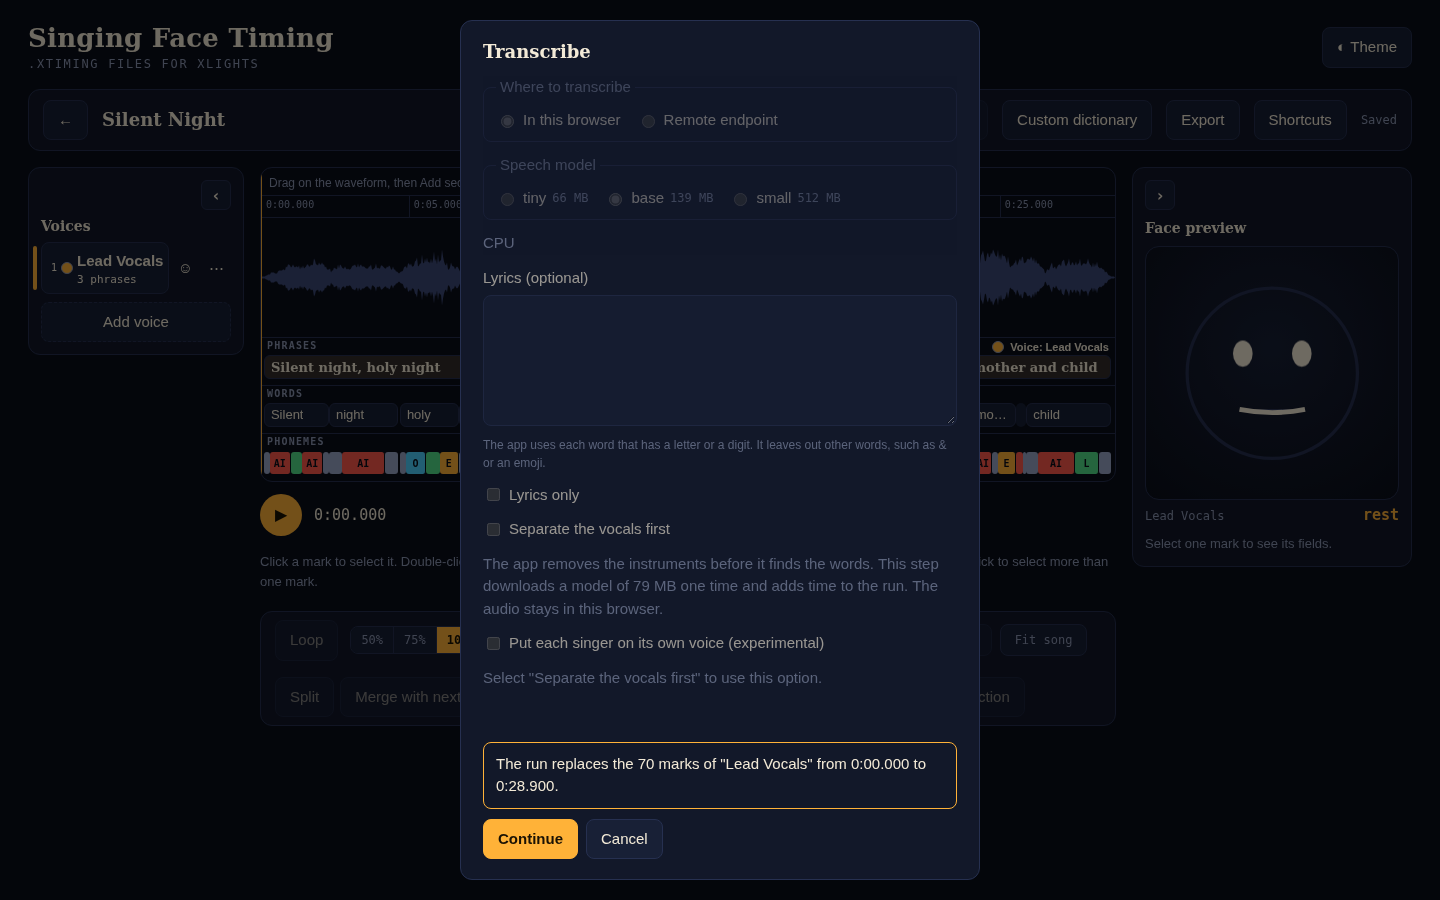 Singing Face Timing
.XTIMING FILES FOR XLIGHTS
Theme
←
Silent Night
Custom dictionary
Export
Shortcuts
Saved
Transcribe
Where to transcribe
In this browser
Remote endpoint
Speech model
tiny 66 MB
base 139 MB
small 512 MB
CPU
Lyrics (optional)
The app uses each word that has a letter or a digit. It leaves out other words, such as &
or an emoji.
Lyrics only
Separate the vocals first
The app removes the instruments before it finds the words. This step
downloads a model of 79 MB one time and adds time to the run. The
audio stays in this browser.
Put each singer on its own voice (experimental)
Select "Separate the vocals first" to use this option.
The run replaces the 70 marks of "Lead Vocals" from 0:00.000 to
0:28.900.
Continue
Cancel
‹
Voices
1
Lead Vocals
3 phrases
☺
⋯
Add voice
Drag on the waveform, then Add sec
0:00.000
0:05.000
0:25.000
PHRASES
Voice: Lead Vocals
Silent night, holy night
mother and child
WORDS
Silent
night
holy
mo…
child
PHONEMES
AI
AI
AI
O
E
AI
E
AI
L
▶
0:00.000
Click a mark to select it. Double-cli
ck to select more than
one mark.
Loop
50%
75%
10
Fit song
Split
Merge with next
ction
›
Face preview
Lead Vocals
rest
Select one mark to see its fields.